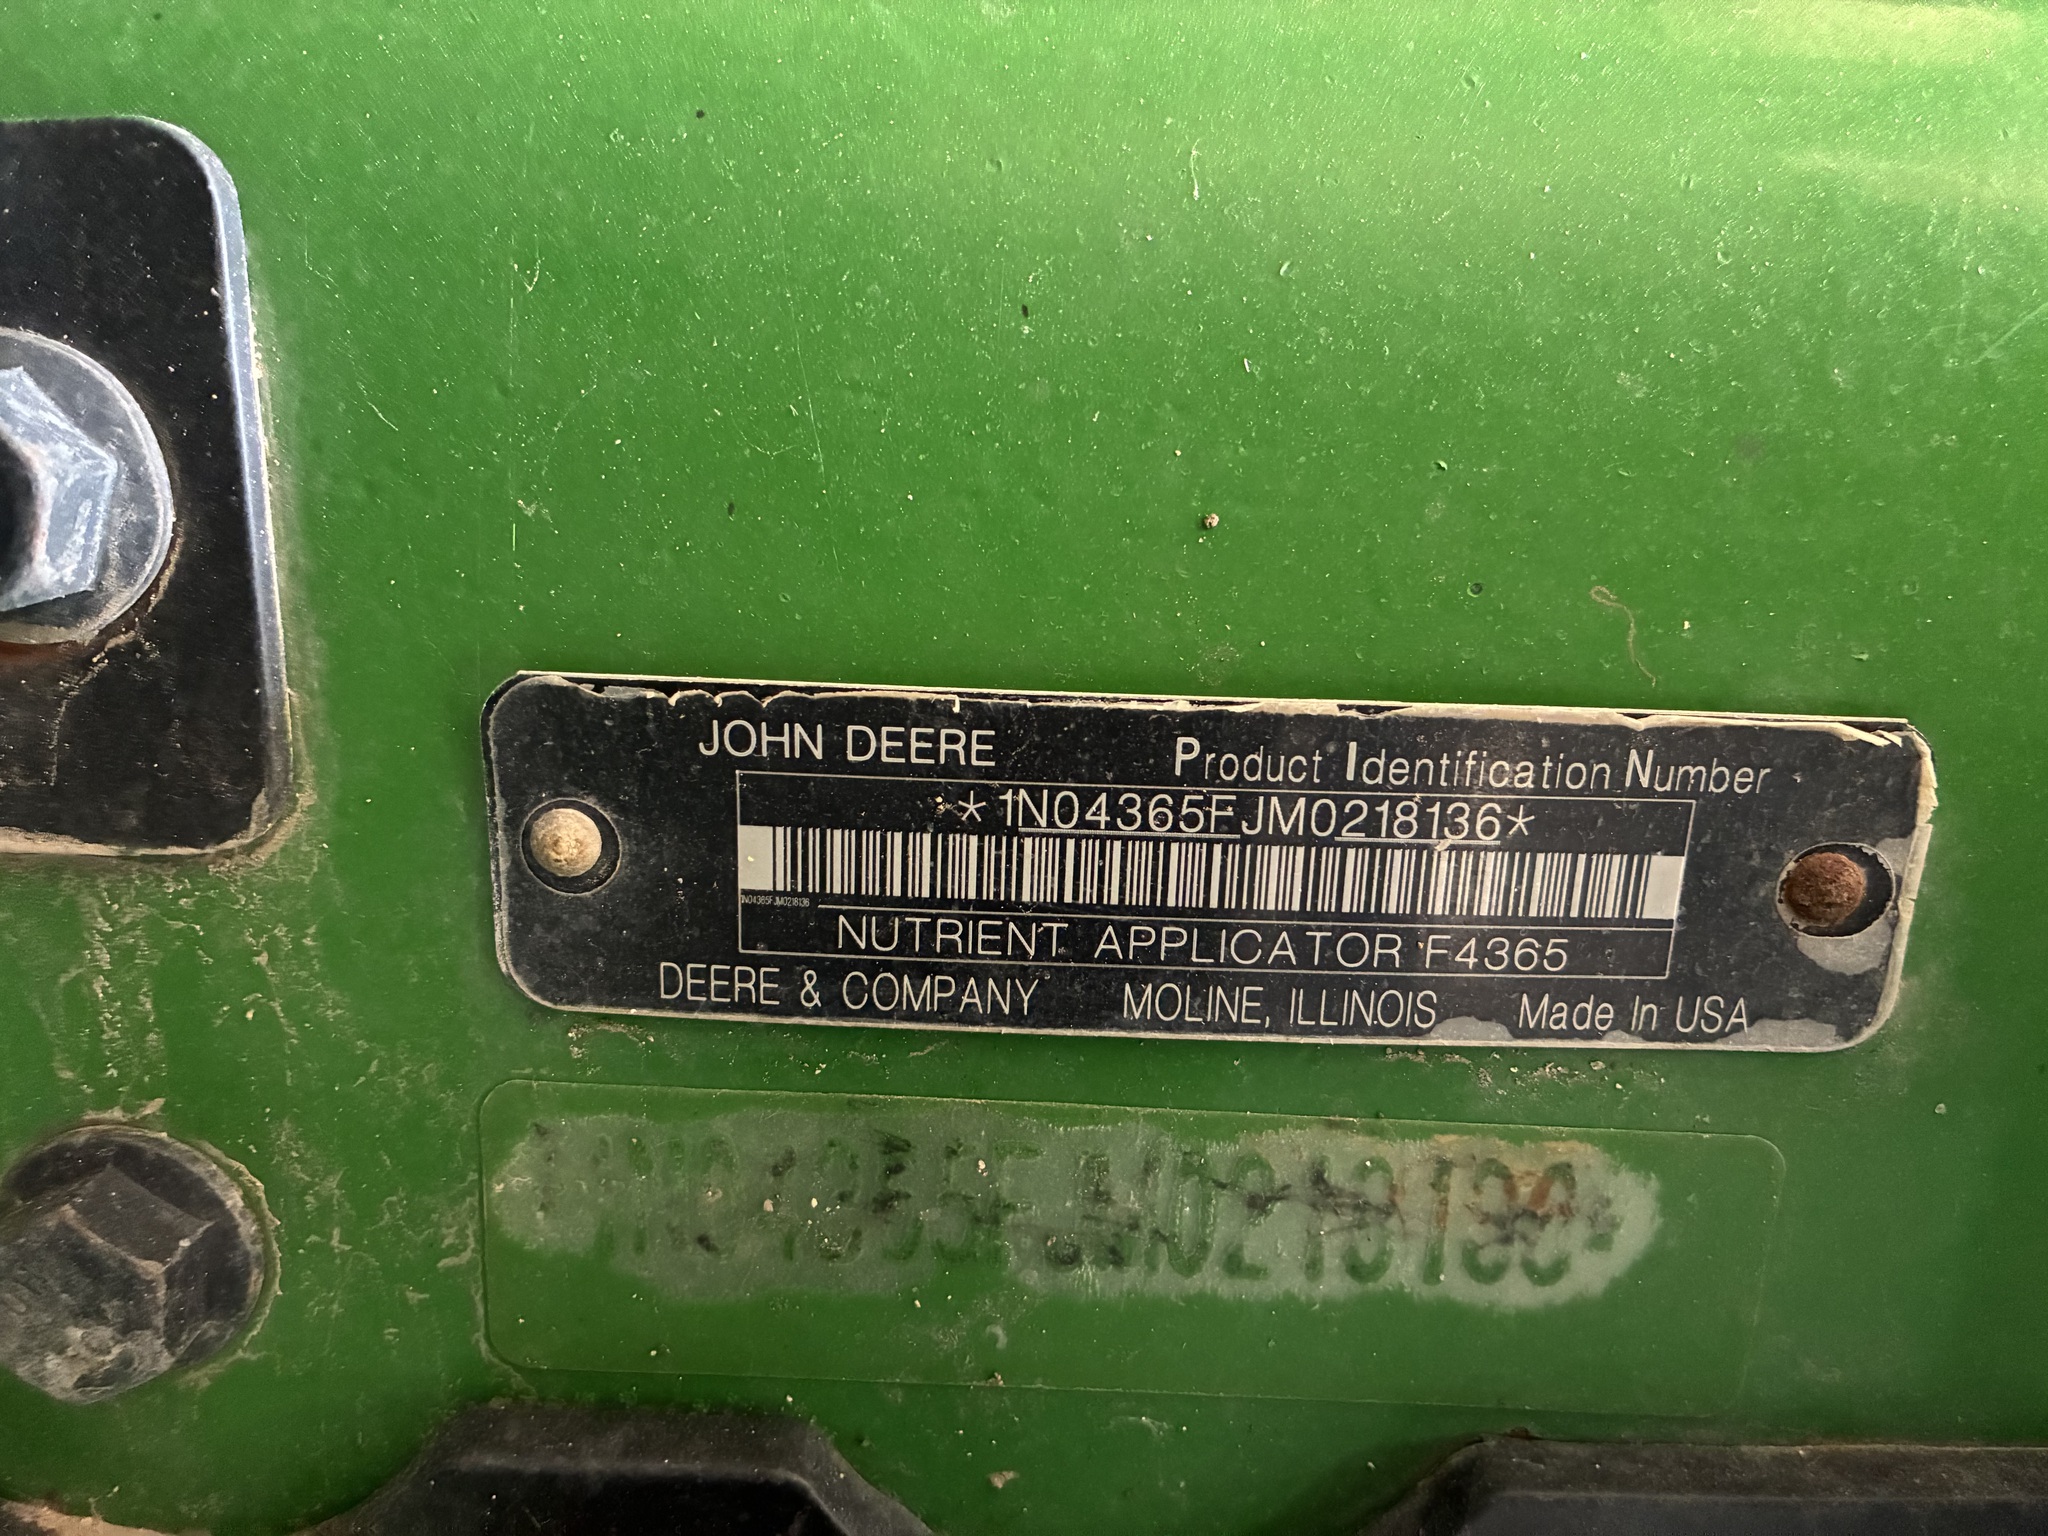 JOHN DEERE
Product Identification Number
*1N04365FJM0218136*
1N04365FJM0218136
NUTRIENT APPLICATOR F4365
DEERE & COMPANY MOLINE, ILLINOIS Made In USA